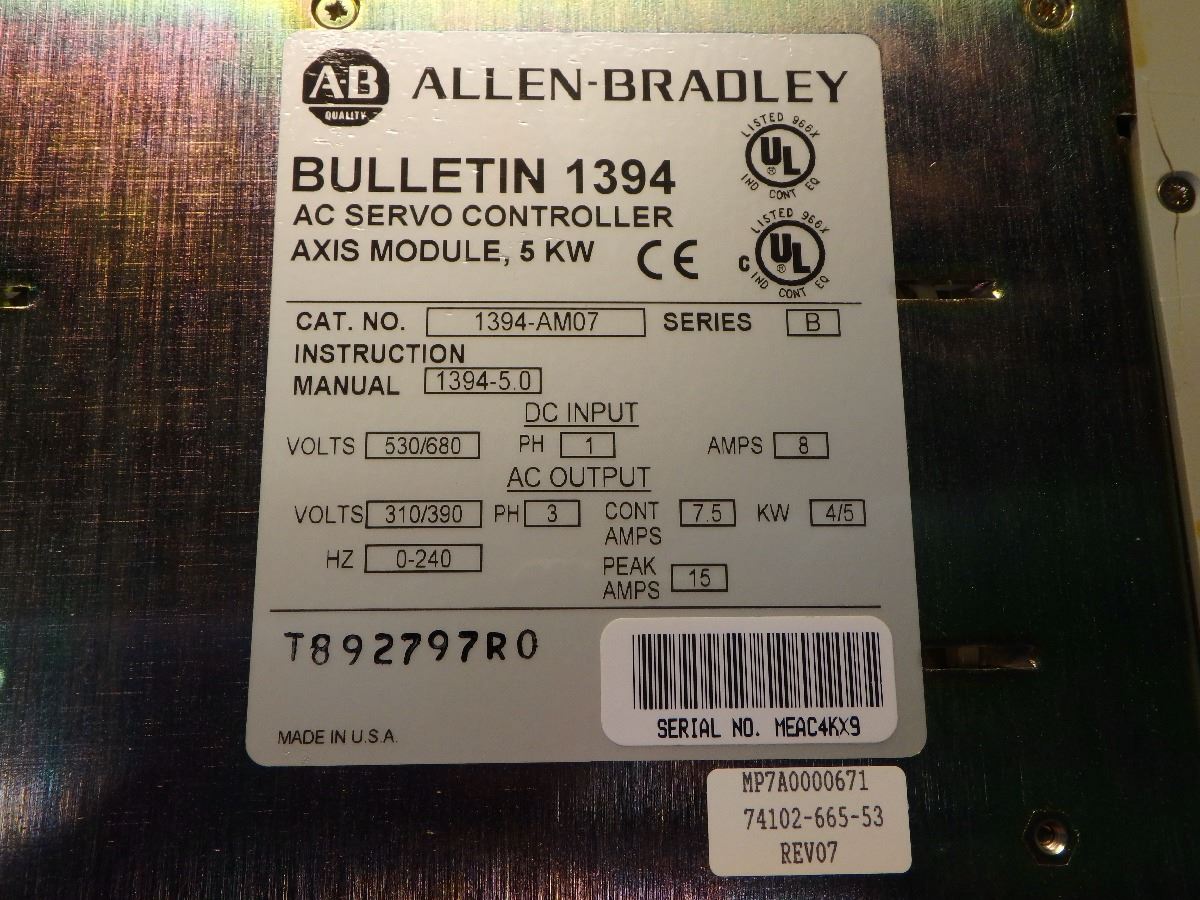 A-B ALLEN-BRADLEY
QUALITY
LISTED 966X
UL ®
IND CONT EQ
BULLETIN 1394
AC SERVO CONTROLLER
AXIS MODULE, 5 KW CE
LISTED 966X
C UL ®
IND CONT EQ
CAT. NO. 1394-AM07 SERIES B
INSTRUCTION
MANUAL 1394-5.0
DC INPUT
VOLTS 530/680 PH 1 AMPS 8
AC OUTPUT
VOLTS 310/390 PH 3 CONT AMPS 7.5 KW 4/5
HZ 0-240 PEAK AMPS 15
T892797R0
SERIAL NO. MEAC4KX9
MADE IN U.S.A.
MP7A0000671
74102-665-53
REV07